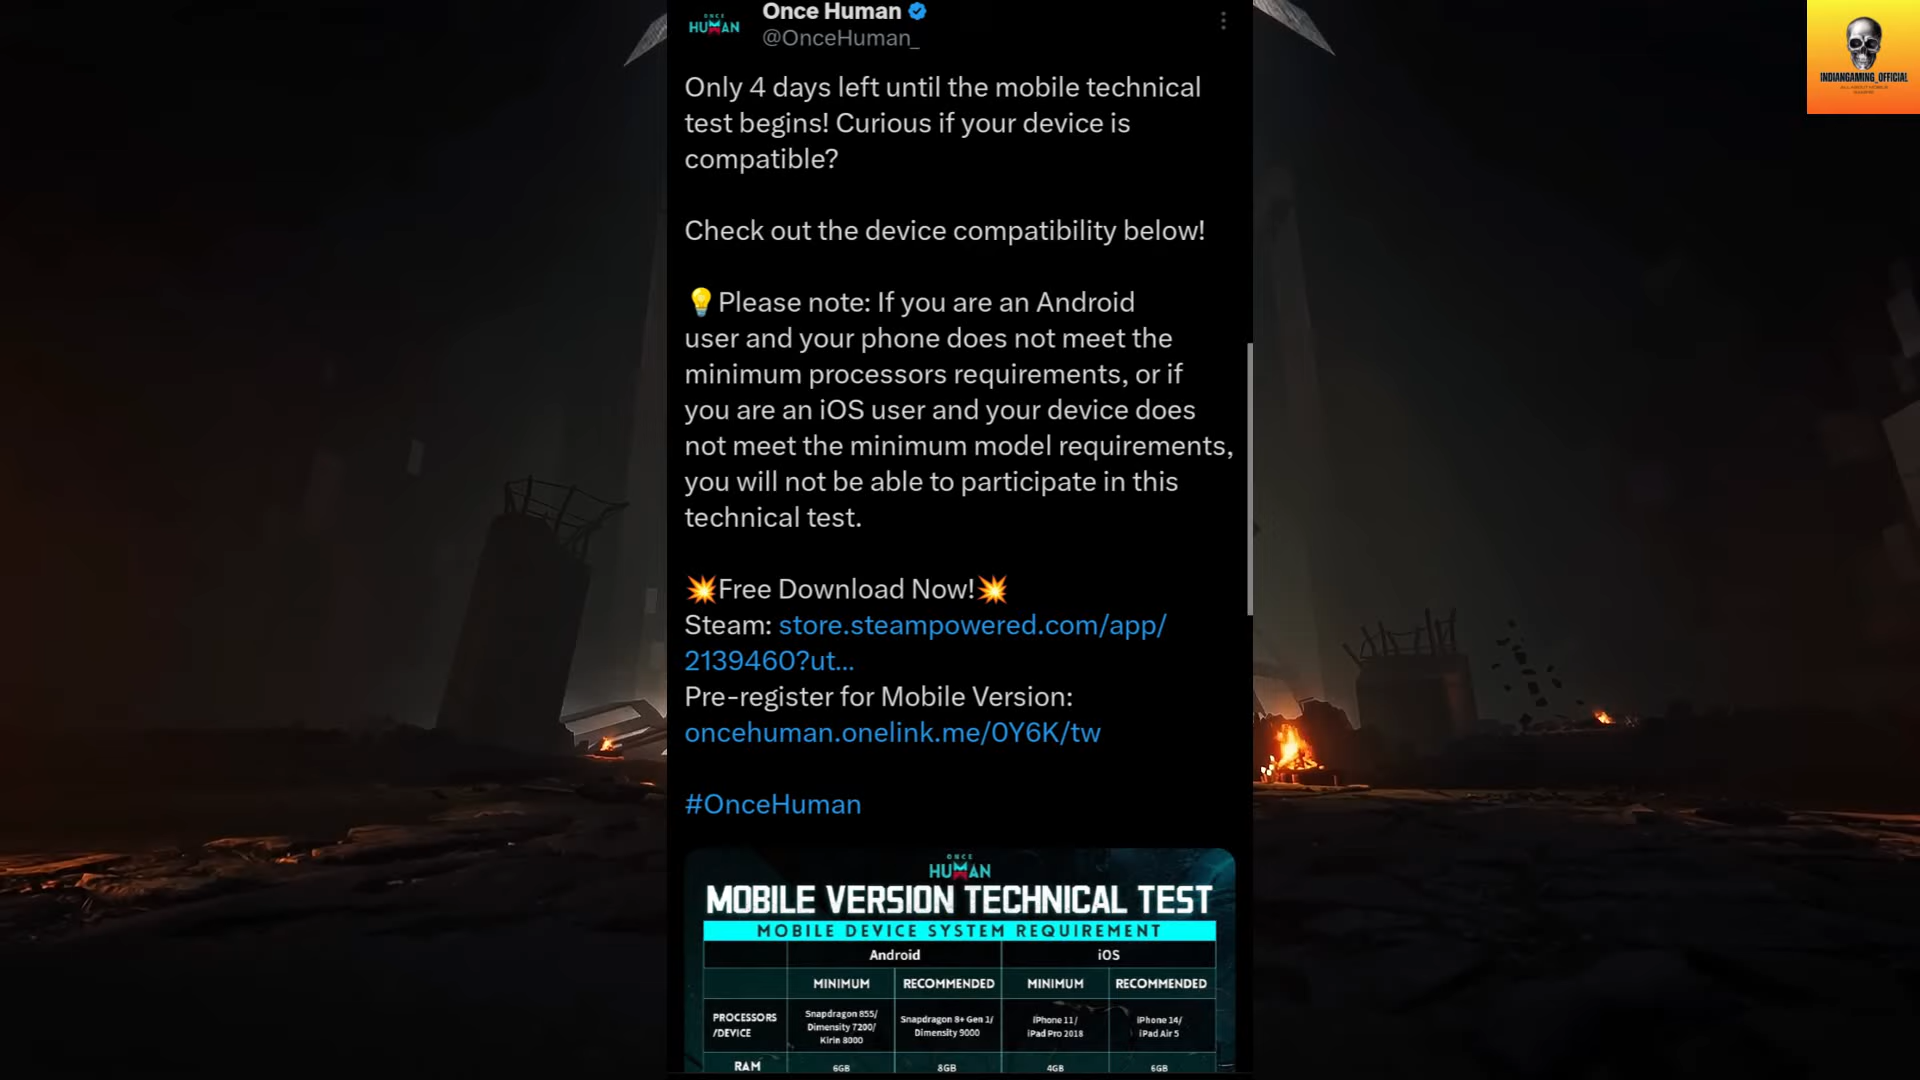 ONCE
HUMAN
Once Human
@OnceHuman_
INDIANGAMING_OFFICIAL
Only 4 days left until the mobile technical
test begins! Curious if your device is
compatible?
Check out the device compatibility below!
💡Please note: If you are an Android
user and your phone does not meet the
minimum processors requirements, or if
you are an iOS user and your device does
not meet the minimum model requirements,
you will not be able to participate in this
technical test.
💥Free Download Now!💥
Steam: store.steampowered.com/app/
2139460?ut...
Pre-register for Mobile Version:
oncehuman.onelink.me/0Y6K/tw
#OnceHuman
ONCE
HUMAN
MOBILE VERSION TECHNICAL TEST
MOBILE DEVICE SYSTEM REQUIREMENT
Android iOS
MINIMUM RECOMMENDED MINIMUM RECOMMENDED
PROCESSORS
/DEVICE
Snapdragon 855/
Dimensity 7200/
Kirin 8000
Snapdragon 8+ Gen 1/
Dimensity 9000
iPhone 11/
iPad Pro 2018
iPhone 14/
iPad Air 5
RAM 6GB 8GB 4GB 6GB